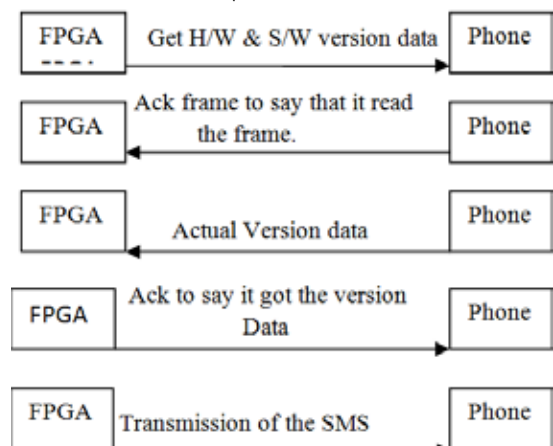 FPGA
Get H/W & S/W version data
Phone
FPGA
Ack frame to say that it read
the frame.
Phone
FPGA
Actual Version data
Phone
FPGA
Ack to say it got the version
Data
Phone
FPGA
Transmission of the SMS
Phone